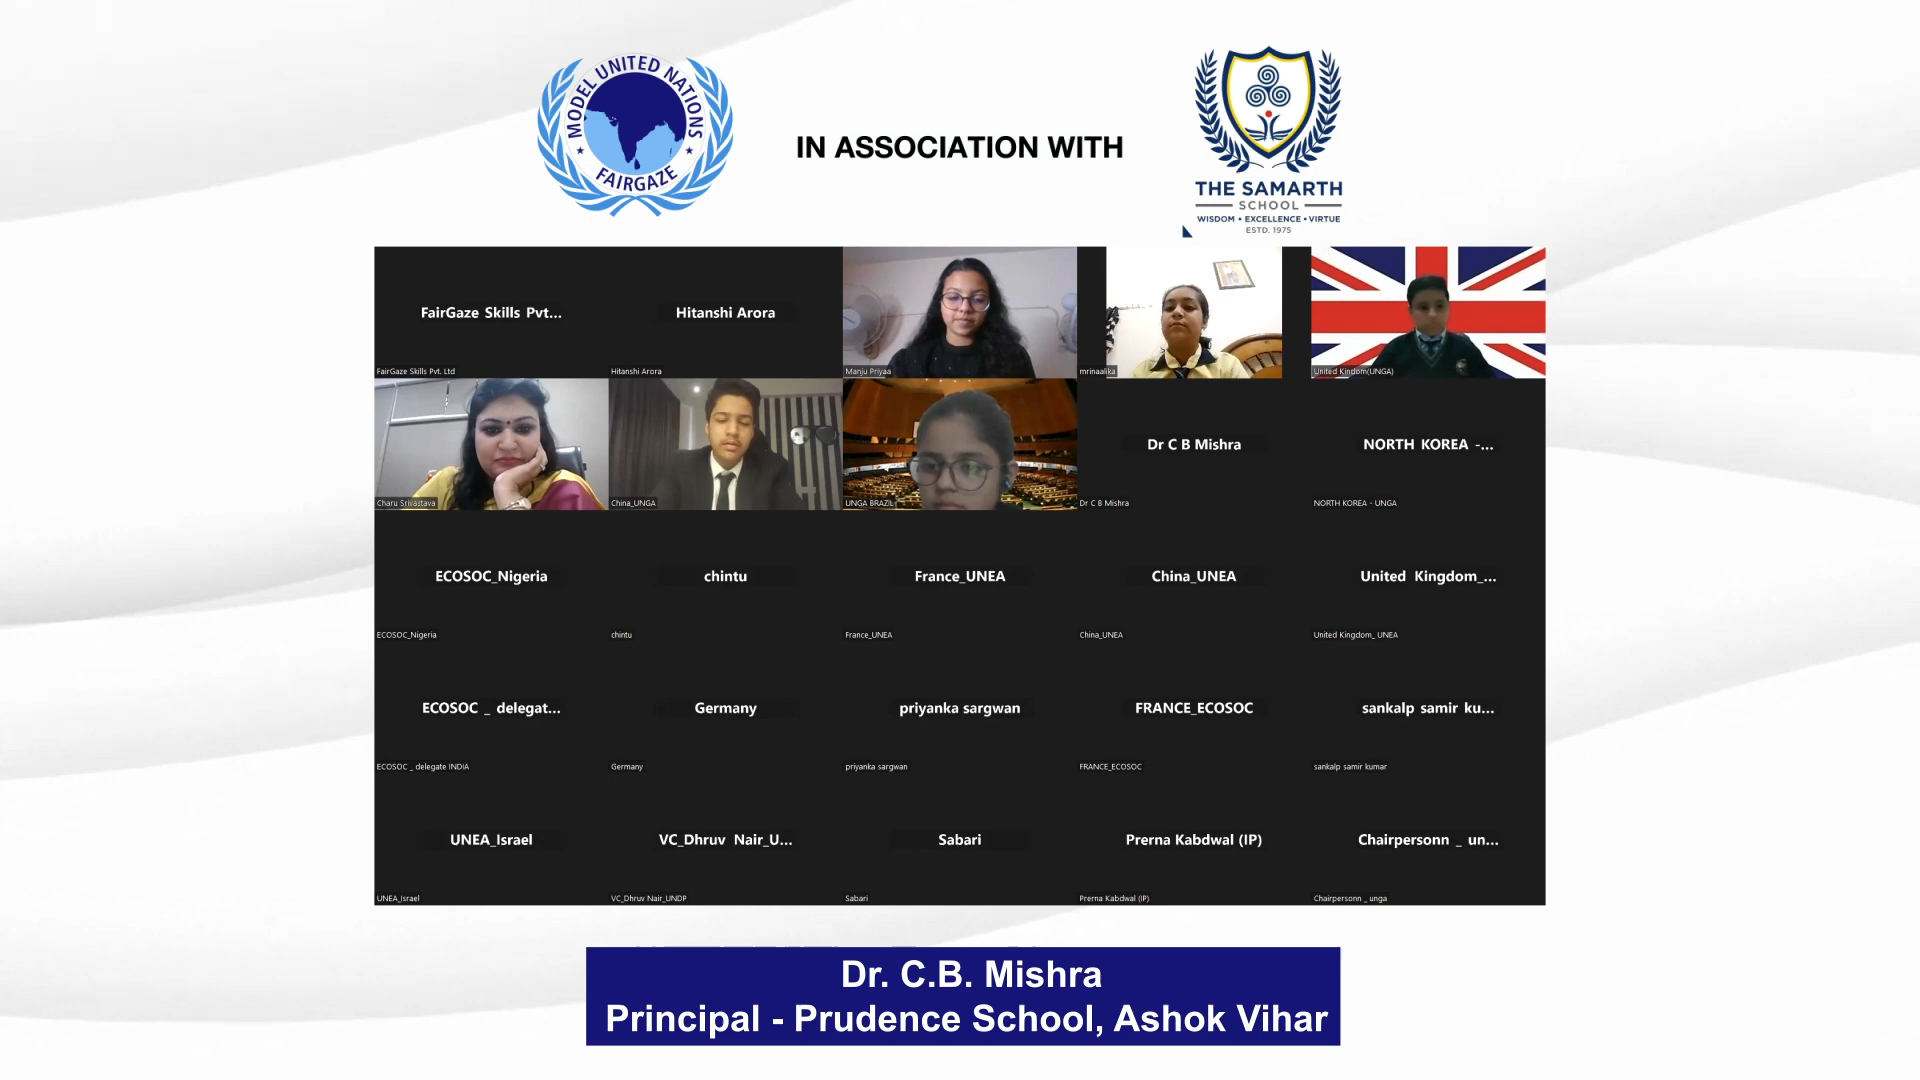 MODEL UNITED NATIONS
FAIRGAZE
IN ASSOCIATION WITH
THE SAMARTH
SCHOOL
WISDOM • EXCELLENCE • VIRTUE
ESTD. 1975
FairGaze Skills Pvt...
Hitanshi Arora
FairGaze Skills Pvt. Ltd
Hitanshi Arora
Manju Priyaa
mrinaalika
United Kindom(UNGA)
Dr C B Mishra
NORTH KOREA -...
Charu Srivastava
China_UNGA
UNGA BRAZIL
Dr C B Mishra
NORTH KOREA - UNGA
ECOSOC_Nigeria
chintu
France_UNEA
China_UNEA
United Kingdom_...
ECOSOC_Nigeria
chintu
France_UNEA
China_UNEA
United Kingdom_ UNEA
ECOSOC _ delegat...
Germany
priyanka sargwan
FRANCE_ECOSOC
sankalp samir ku...
ECOSOC _ delegate INDIA
Germany
priyanka sargwan
FRANCE_ECOSOC
sankalp samir kumar
UNEA_Israel
VC_Dhruv Nair_U...
Sabari
Prerna Kabdwal (IP)
Chairpersonn _ un...
UNEA_Israel
VC_Dhruv Nair_UNDP
Sabari
Prerna Kabdwal (IP)
Chairpersonn _ unga
Dr. C.B. Mishra
Principal - Prudence School, Ashok Vihar